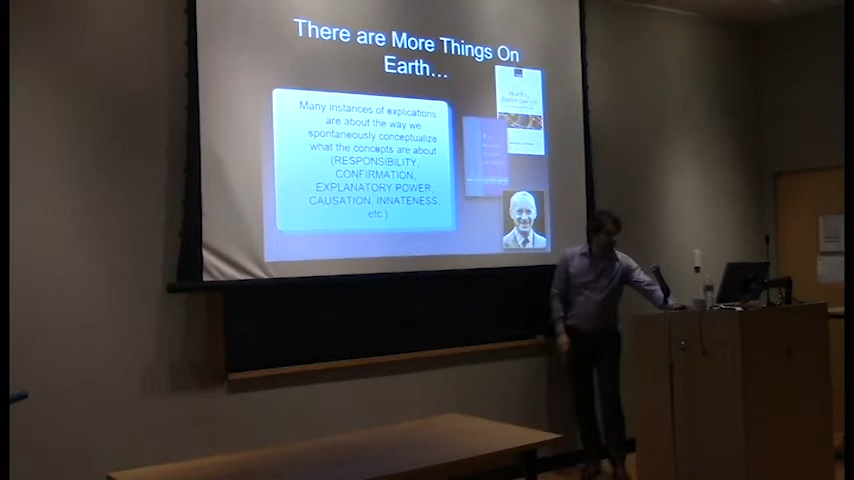 There are More Things On
Earth…
Many instances of explications
are about the way we
spontaneously conceptualize
what the concepts are about
(RESPONSIBILITY,
CONFIRMATION,
EXPLANATORY POWER,
CAUSATION, INNATENESS,
etc.)